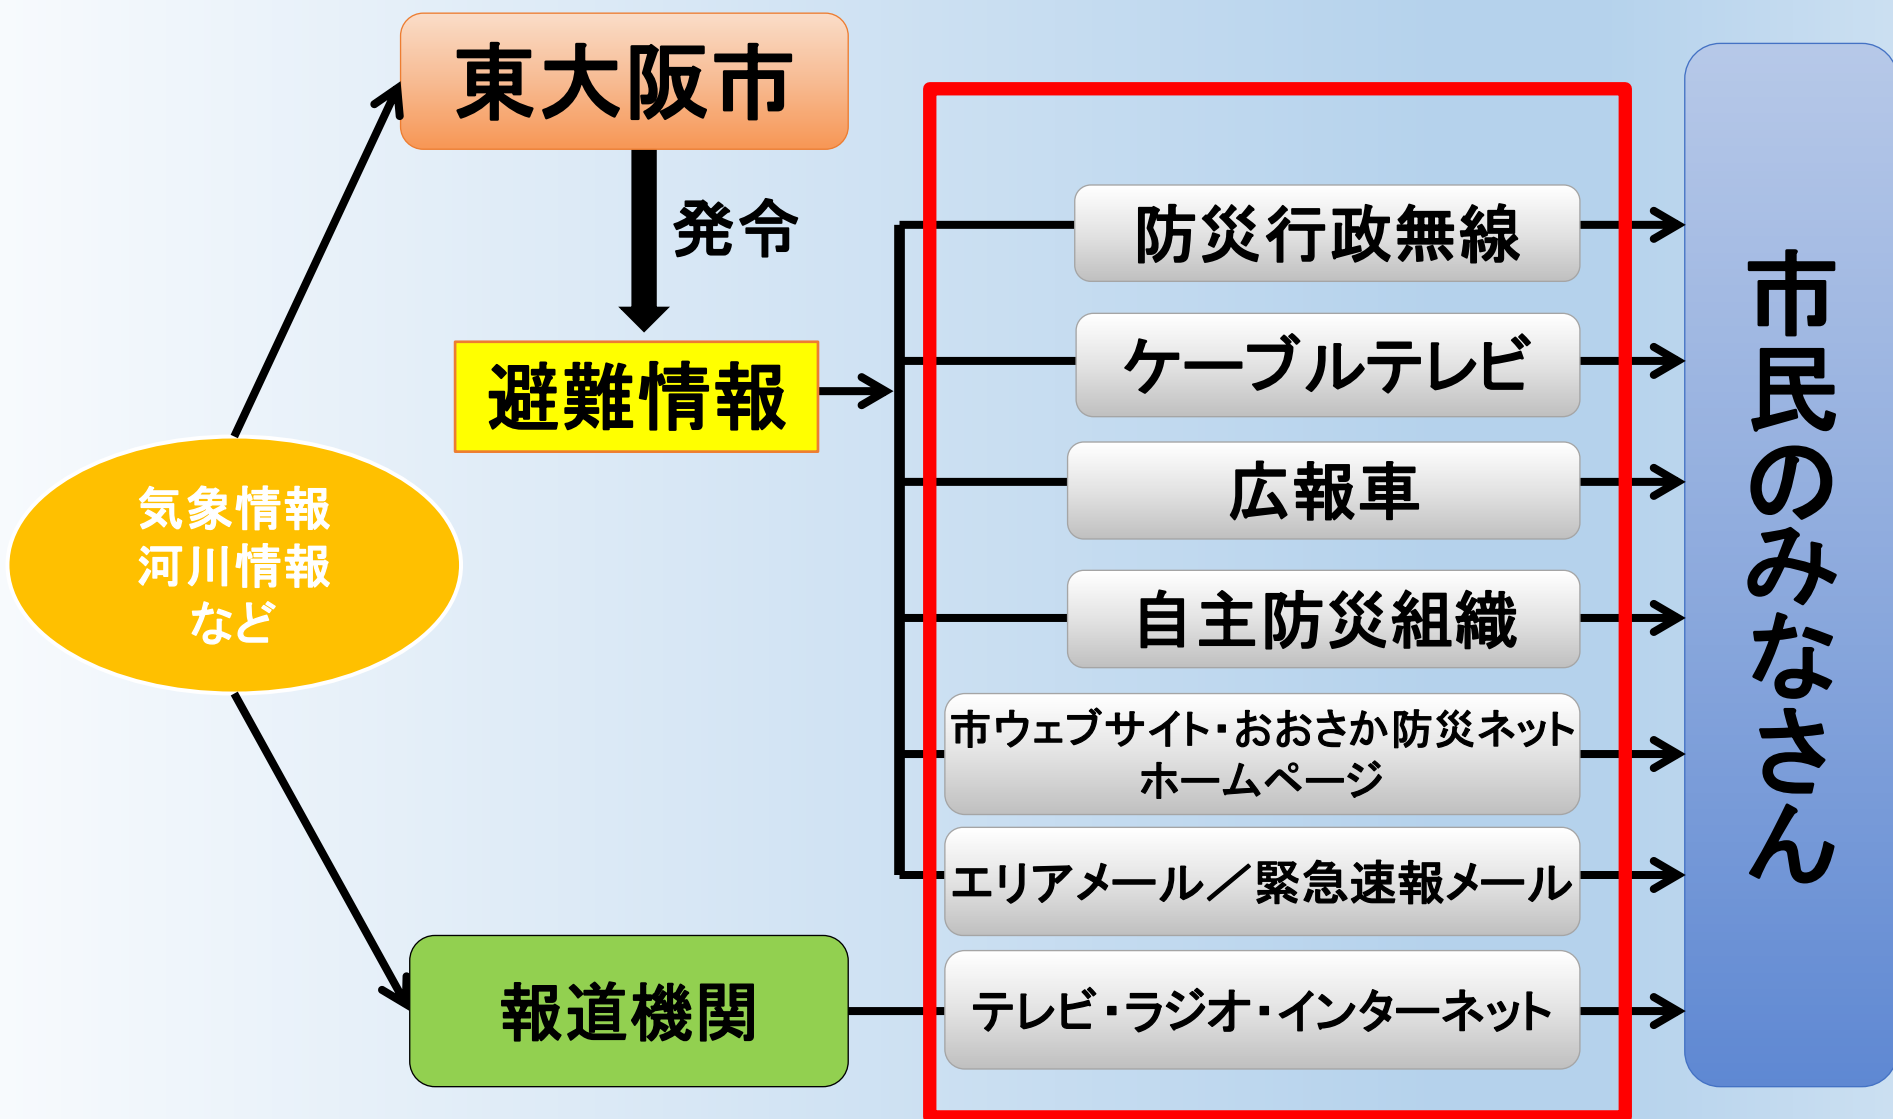 東大阪市
発令
避難情報
気象情報
河川情報
など
報道機関
防災行政無線
ケーブルテレビ
広報車
自主防災組織
市ウェブサイト・おおさか防災ネット
ホームページ
エリアメール／緊急速報メール
テレビ・ラジオ・インターネット
市民のみなさん